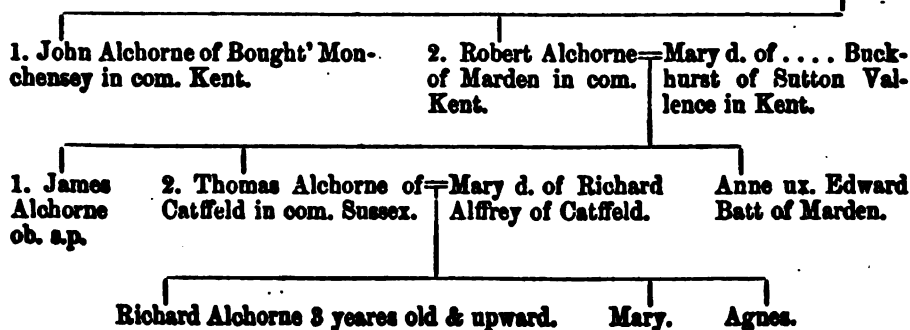 1. John Alchorne of Bought' Mon-
chensey in com. Kent.
2. Robert Alchorne=Mary d. of .... Buck-
of Marden in com. hurst of Sutton Val-
Kent. lence in Kent.
1. James
Alchorne
ob. s.p.
2. Thomas Alchorne of=Mary d. of Richard
Catffeld in com. Sussex. Alffrey of Catffeld.
Anne ux. Edward
Batt of Marden.
Richard Alchorne 3 yeares old & upward. Mary. Agnes.